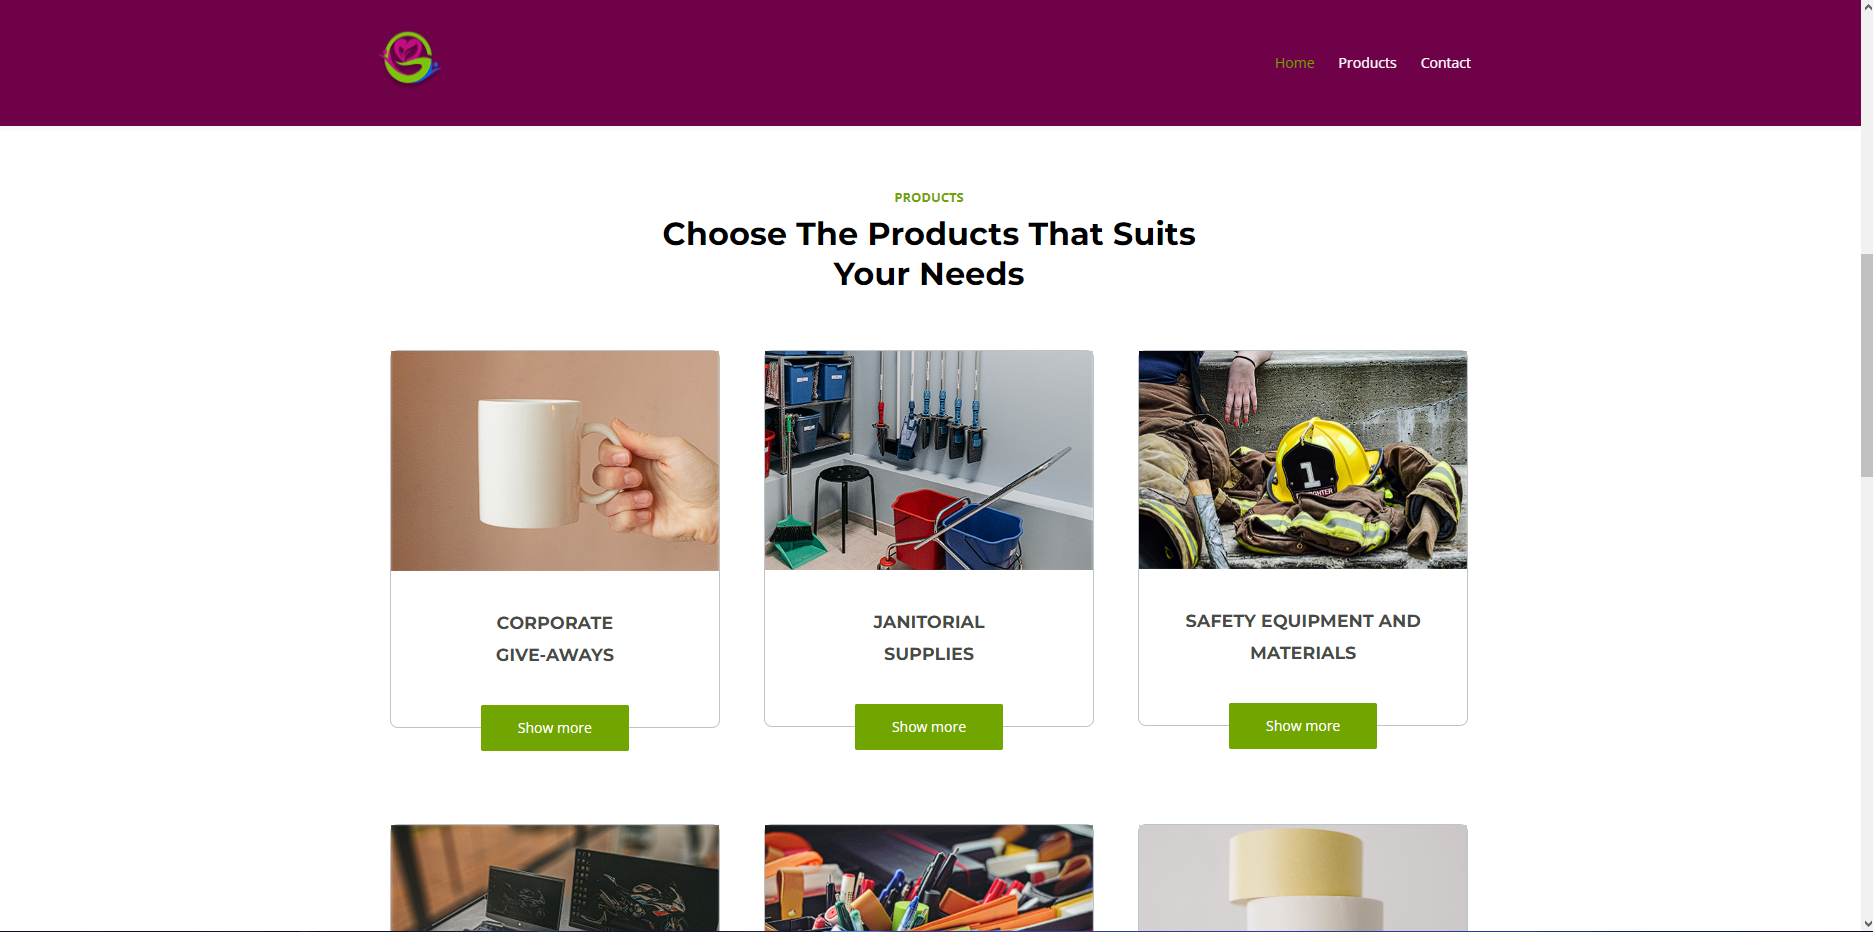 Home Products Contact
PRODUCTS
Choose The Products That Suits
Your Needs
1
CORPORATE
GIVE-AWAYS
Show more
JANITORIAL
SUPPLIES
Show more
SAFETY EQUIPMENT AND
MATERIALS
Show more